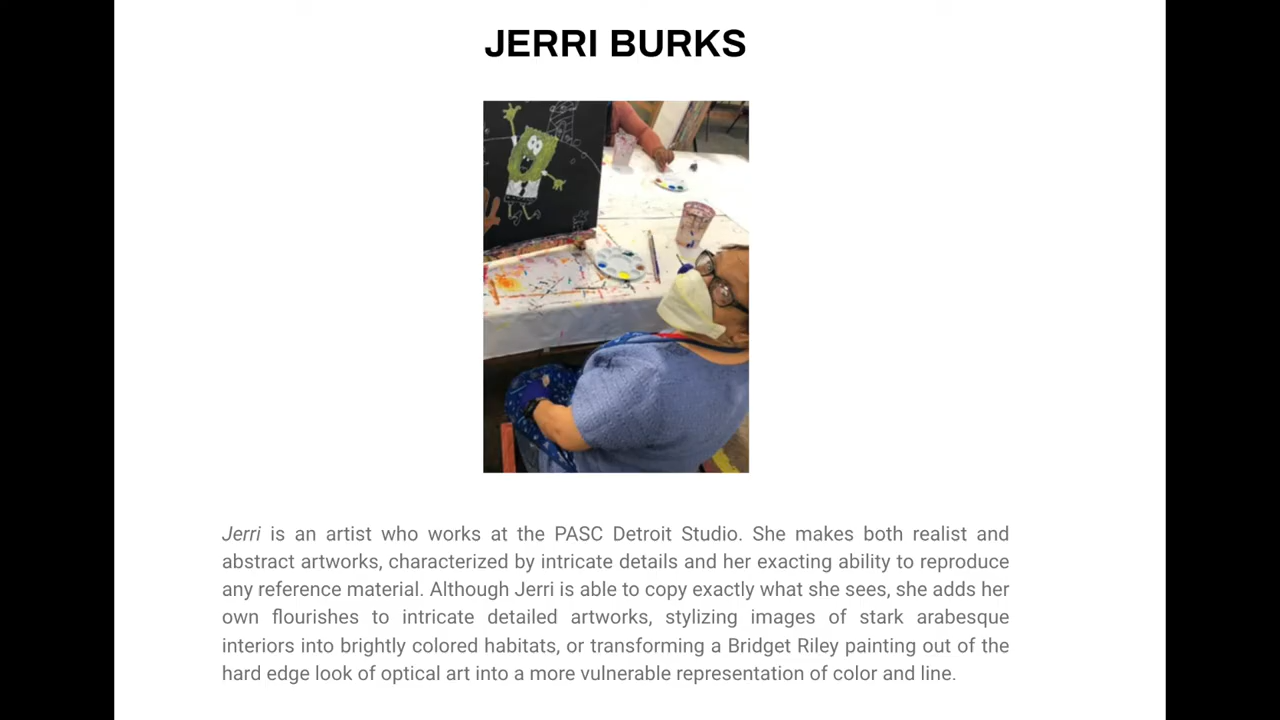 JERRI BURKS
Jerri is an artist who works at the PASC Detroit Studio. She makes both realist and
abstract artworks, characterized by intricate details and her exacting ability to reproduce
any reference material. Although Jerri is able to copy exactly what she sees, she adds her
own flourishes to intricate detailed artworks, stylizing images of stark arabesque
interiors into brightly colored habitats, or transforming a Bridget Riley painting out of the
hard edge look of optical art into a more vulnerable representation of color and line.